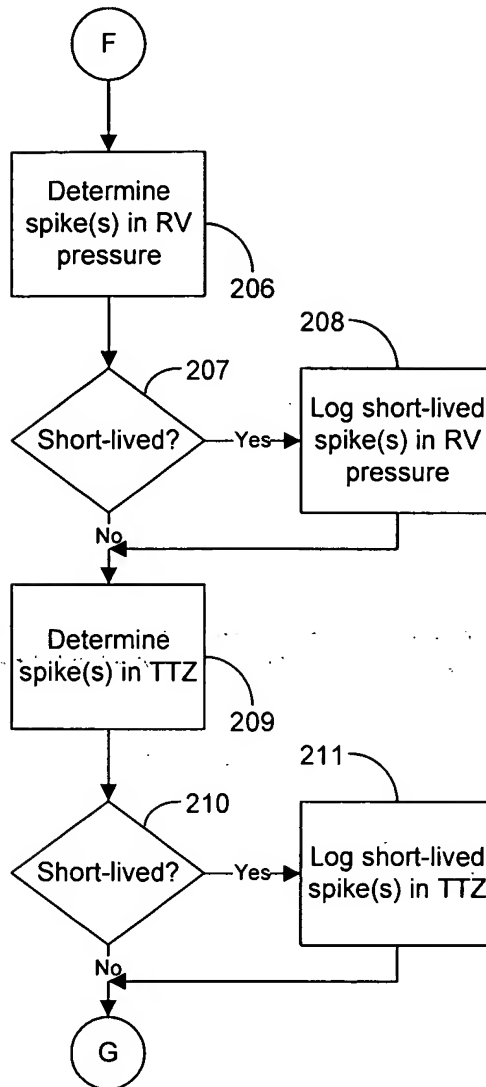 F
Determine
spike(s) in RV
pressure
206
207
208
Short-lived?
Yes
Log short-lived
spike(s) in RV
pressure
No
Determine
spike(s) in TTZ
209
210
211
Short-lived?
Yes
Log short-lived
spike(s) in TTZ
No
G